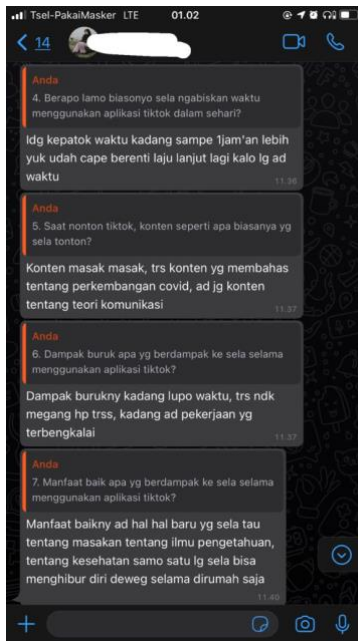 Tsel-PakaiMasker LTE 01.02
14
Anda
4. Berapo lamo biasonyo sela ngabiskan waktu
menggunakan aplikasi tiktok dalam sehari?
Idg kepatok waktu kadang sampe 1jam'an lebih
yuk udah cape berenti laju lanjut lagi kalo lg ad
waktu
11.36
Anda
5. Saat nonton tiktok, konten seperti apa biasanya yg
sela tonton?
Konten masak masak, trs konten yg membahas
tentang perkembangan covid, ad jg konten
tentang teori komunikasi
11.37
Anda
6. Dampak buruk apa yg berdampak ke sela selama
menggunakan aplikasi tiktok?
Dampak burukny kadang lupo waktu, trs ndk
megang hp trss, kadang ad pekerjaan yg
terbengkalai
11.37
Anda
7. Manfaat baik apa yg berdampak ke sela selama
menggunakan aplikasi tiktok?
Manfaat baikny ad hal hal baru yg sela tau
tentang masakan tentang ilmu pengetahuan,
tentang kesehatan samo satu lg sela bisa
menghibur diri deweg selama dirumah saja
11.40